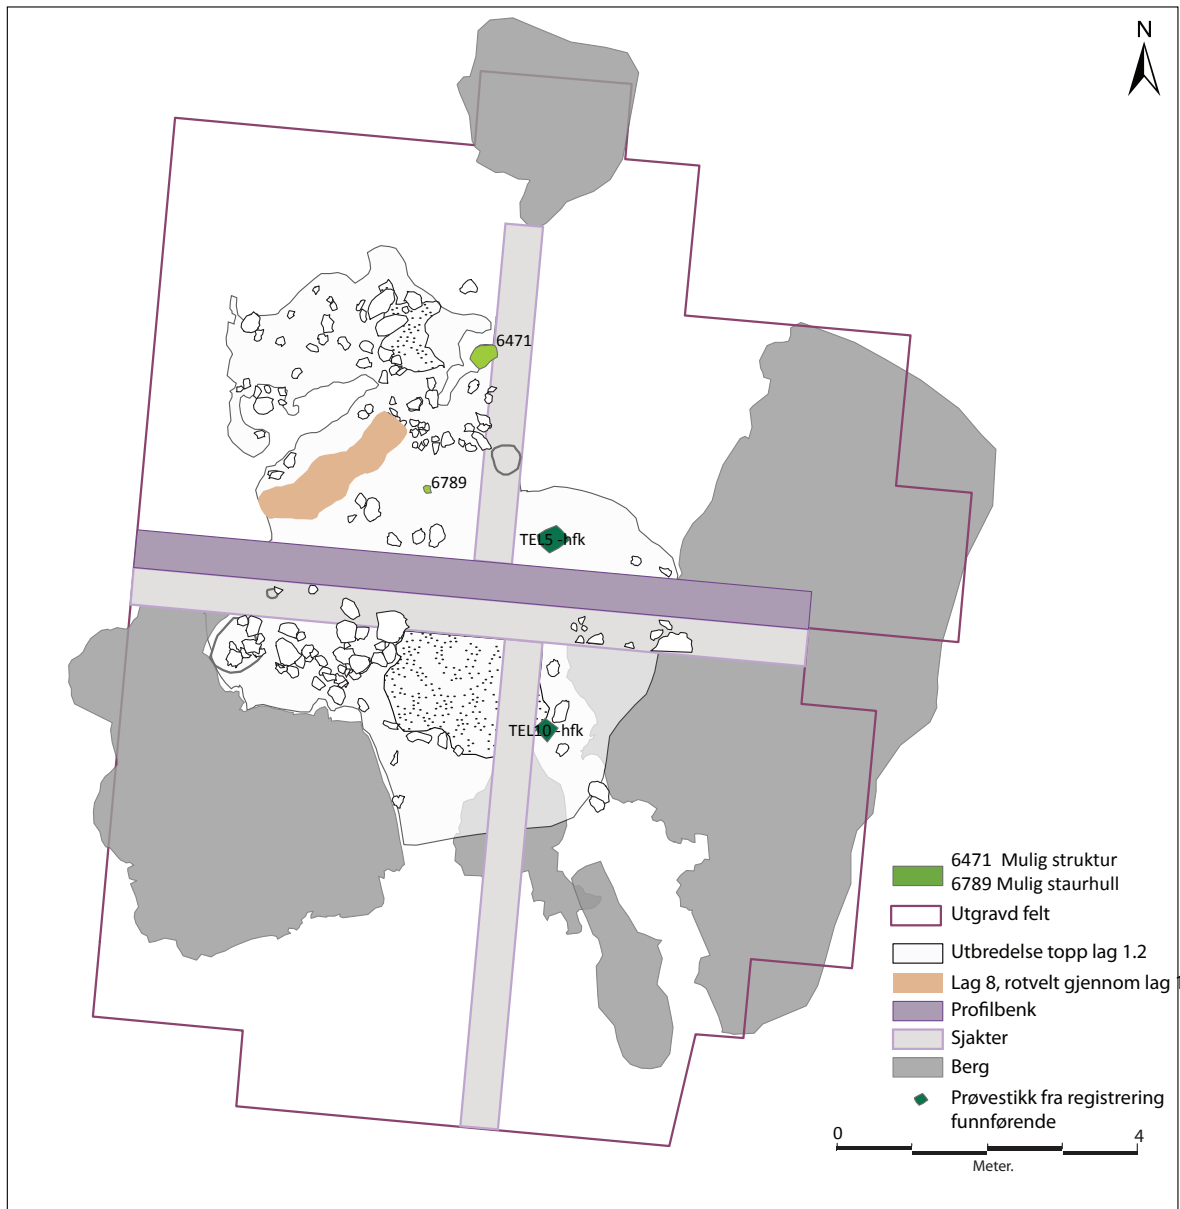 N
6471
6789
TEL5 -hfk
TEL10 -hfk
6471 Mulig struktur
6789 Mulig staurhull
Utgravd felt
Utbredelse topp lag 1.2
Lag 8, rotvelt gjennom lag 1
Profilbenk
Sjakter
Berg
Prøvestikk fra registrering
funnførende
0 4
Meter.